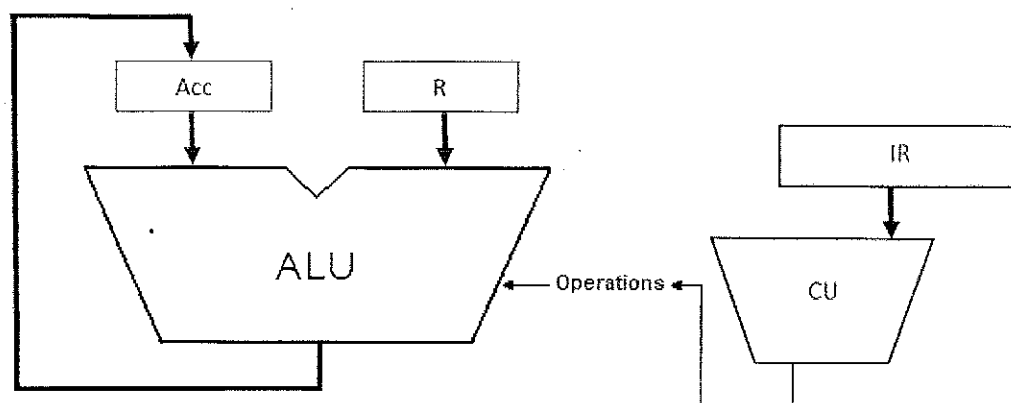 Acc
R
IR
ALU
Operations
CU